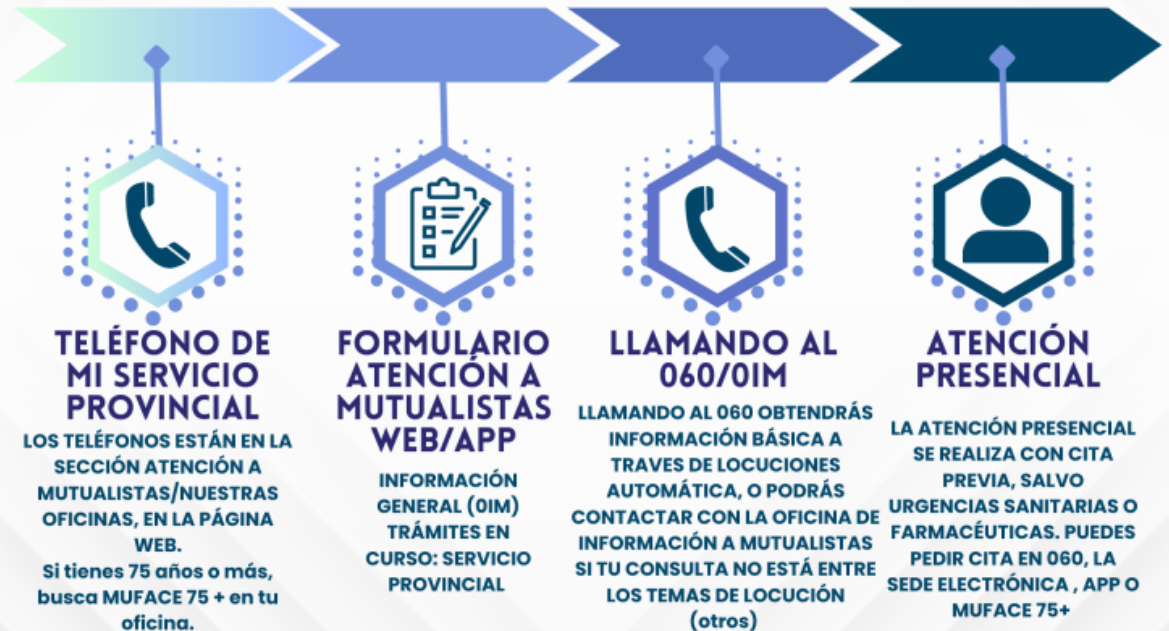 TELÉFONO DE
MI SERVICIO
PROVINCIAL
LOS TELÉFONOS ESTÁN EN LA
SECCIÓN ATENCIÓN A
MUTUALISTAS/NUESTRAS
OFICINAS, EN LA PÁGINA
WEB.
Si tienes 75 años o más,
busca MUFACE 75 + en tu
oficina.
FORMULARIO
ATENCIÓN A
MUTUALISTAS
WEB/APP
INFORMACIÓN
GENERAL (0IM)
TRÁMITES EN
CURSO: SERVICIO
PROVINCIAL
LLAMANDO AL
060/0IM
LLAMANDO AL 060 OBTENDRÁS
INFORMACIÓN BÁSICA A
TRAVES DE LOCUCIONES
AUTOMÁTICA, O PODRÁS
CONTACTAR CON LA OFICINA DE
INFORMACIÓN A MUTUALISTAS
SI TU CONSULTA NO ESTÁ ENTRE
LOS TEMAS DE LOCUCIÓN
(otros)
ATENCIÓN
PRESENCIAL
LA ATENCIÓN PRESENCIAL
SE REALIZA CON CITA
PREVIA, SALVO
URGENCIAS SANITARIAS O
FARMACÉUTICAS. PUEDES
PEDIR CITA EN 060, LA
SEDE ELECTRÓNICA , APP O
MUFACE 75+